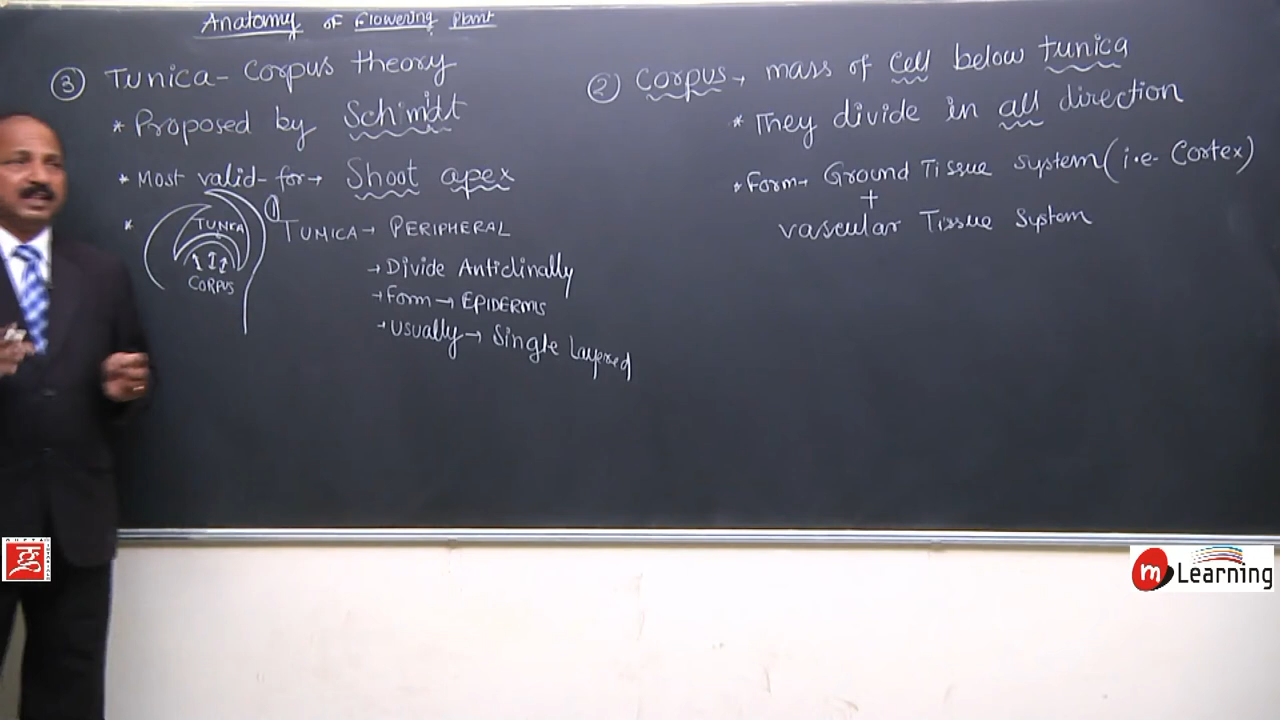 Anatomy of Flowering Plant
③ Tunica - Corpus theory
* Proposed by Schimidt
* Most valid - for → Shoot apex
*
TUNICA
CORPUS
① TUNICA → PERIPHERAL
→ Divide Anticlinally
→ Form → EPIDERMIS
→ Usually → Single Layered
② Corpus → mass of cell below tunica
* They divide in all direction
* Form → Ground Tissue system (i.e - Cortex)
+
vascular Tissue System
m Learning